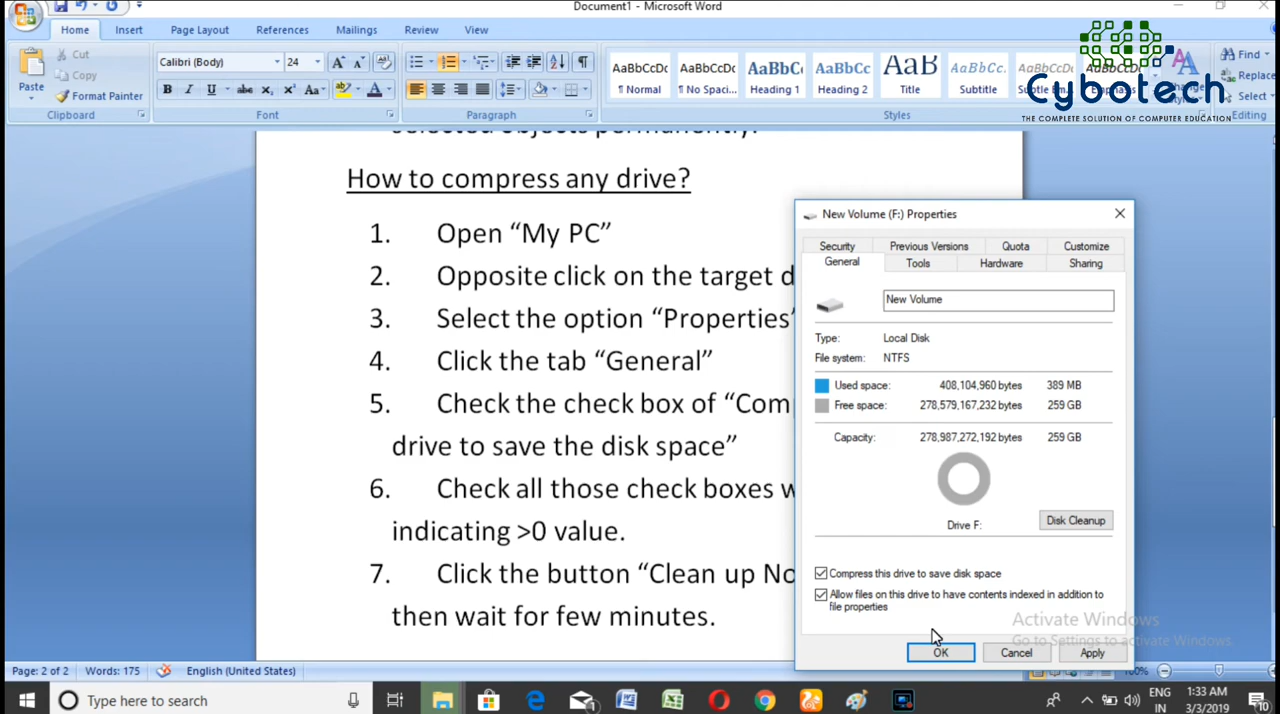 Document1 - Microsoft Word
Home Insert Page Layout References Mailings Review View
Cybotech
THE COMPLETE SOLUTION OF COMPUTER EDUCATION
Paste
Cut
Copy
Format Painter
Clipboard
Calibri (Body) 24
Font
Paragraph
AaBbCcDc AaBbCcDc AaBbC AaBbCc AaB AaBbCc. AaBbCcDc AaBbCcDc
¶ Normal ¶ No Spaci... Heading 1 Heading 2 Title Subtitle
Styles
Find
Replace
Select
Editing
selected objects permanently.
How to compress any drive?
1. Open “My PC”
2. Opposite click on the target d
3. Select the option “Properties”
4. Click the tab “General”
5. Check the check box of “Com
drive to save the disk space”
6. Check all those check boxes w
indicating >0 value.
7. Click the button “Clean up No
then wait for few minutes.
New Volume (F:) Properties
Security Previous Versions Quota Customize
General Tools Hardware Sharing
New Volume
Type: Local Disk
File system: NTFS
Used space: 408,104,960 bytes 389 MB
Free space: 278,579,167,232 bytes 259 GB
Capacity: 278,987,272,192 bytes 259 GB
Drive F:
Disk Cleanup
Compress this drive to save disk space
Allow files on this drive to have contents indexed in addition to
file properties
OK Cancel Apply
Activate Windows
Go to Settings to activate Windows.
Page: 2 of 2 Words: 175 English (United States) 100%
Type here to search
ENG
IN
1:33 AM
3/3/2019
10